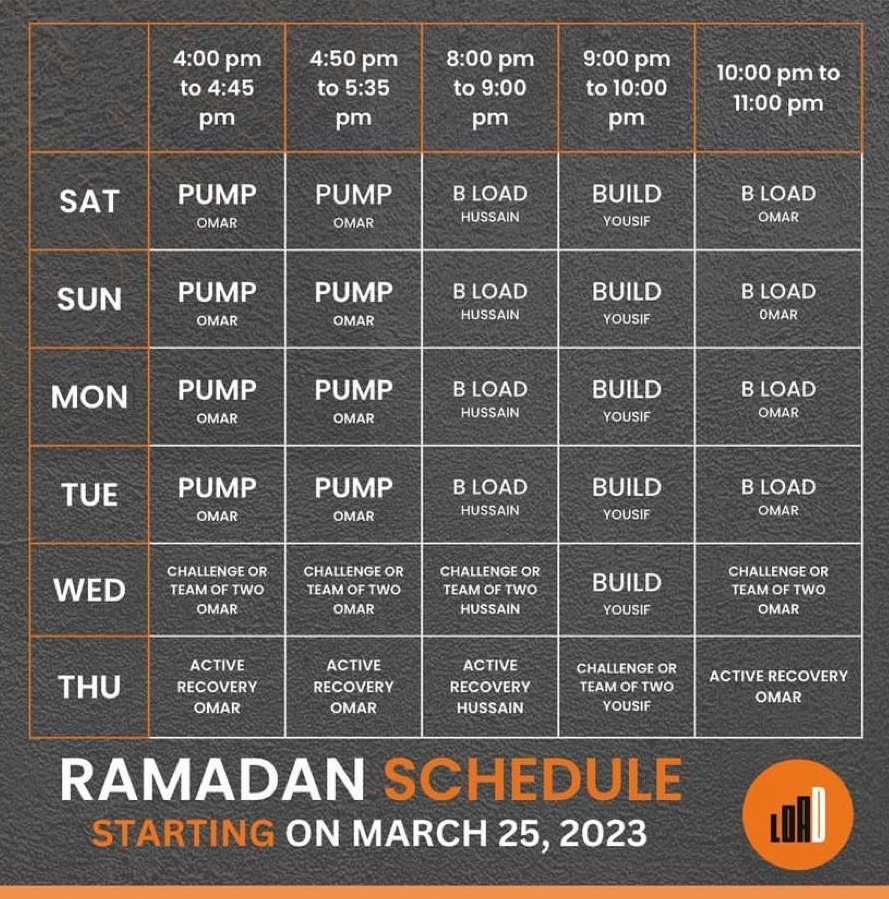 4:00 pm
to 4:45
pm
4:50 pm
to 5:35
pm
8:00 pm
to 9:00
pm
9:00 pm
to 10:00
pm
10:00 pm to
11:00 pm
SAT
PUMP
OMAR
PUMP
OMAR
B LOAD
HUSSAIN
BUILD
YOUSIF
B LOAD
OMAR
SUN
PUMP
OMAR
PUMP
OMAR
B LOAD
HUSSAIN
BUILD
YOUSIF
B LOAD
0MAR
MON
PUMP
OMAR
PUMP
OMAR
B LOAD
HUSSAIN
BUILD
YOUSIF
B LOAD
OMAR
TUE
PUMP
OMAR
PUMP
OMAR
B LOAD
HUSSAIN
BUILD
YOUSIF
B LOAD
OMAR
WED
CHALLENGE OR
TEAM OF TWO
OMAR
CHALLENGE OR
TEAM OF TWO
OMAR
CHALLENGE OR
TEAM OF TWO
HUSSAIN
BUILD
YOUSIF
CHALLENGE OR
TEAM OF TWO
OMAR
THU
ACTIVE
RECOVERY
OMAR
ACTIVE
RECOVERY
OMAR
ACTIVE
RECOVERY
HUSSAIN
CHALLENGE OR
TEAM OF TWO
YOUSIF
ACTIVE RECOVERY
OMAR
RAMADAN SCHEDULE
STARTING ON MARCH 25, 2023
LOAD